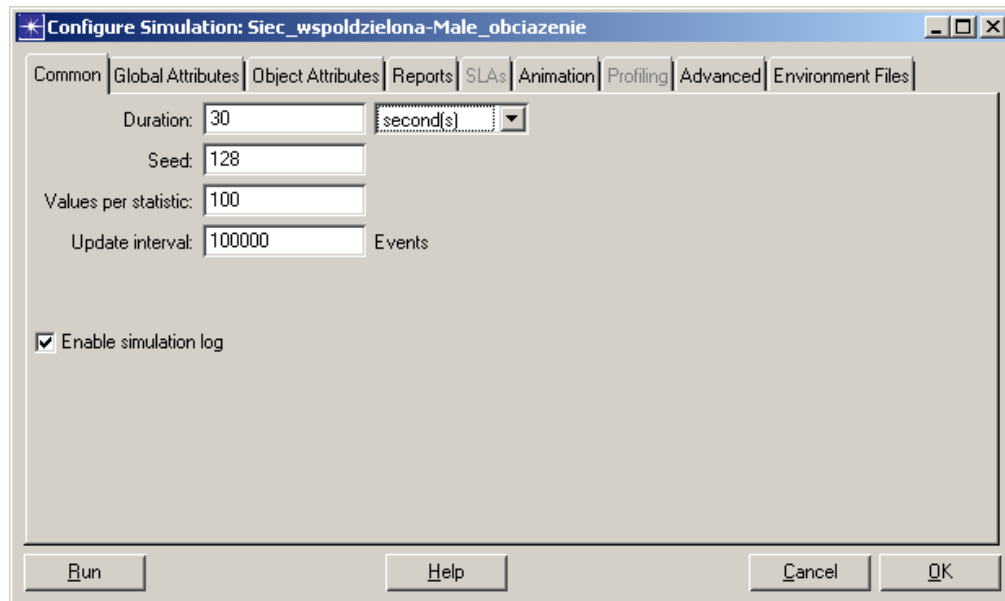 Configure Simulation: Siec_wspoldzielona-Male_obciazenie
Common Global Attributes Object Attributes Reports SLAs Animation Profiling Advanced Environment Files
Duration: 30 second(s)
Seed: 128
Values per statistic: 100
Update interval: 100000 Events
Enable simulation log
Run Help Cancel OK